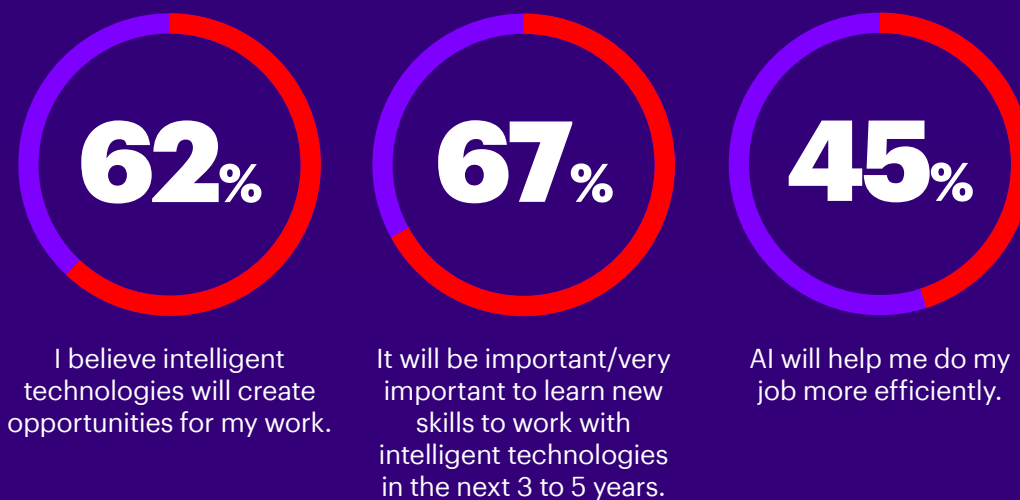 62%
I believe intelligent
technologies will create
opportunities for my work.
67%
It will be important/very
important to learn new
skills to work with
intelligent technologies
in the next 3 to 5 years.
45%
AI will help me do my
job more efficiently.